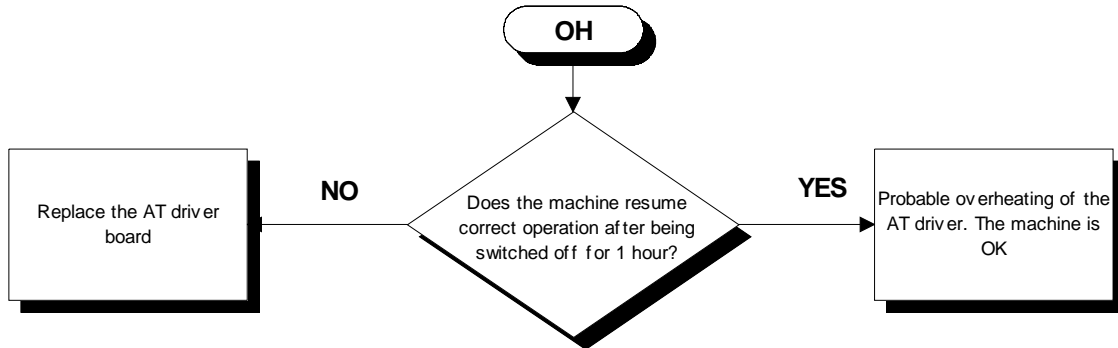 OH
NO
YES
Replace the AT driver
board
Does the machine resume
correct operation after being
switched off for 1 hour?
Probable overheating of the
AT driver. The machine is
OK